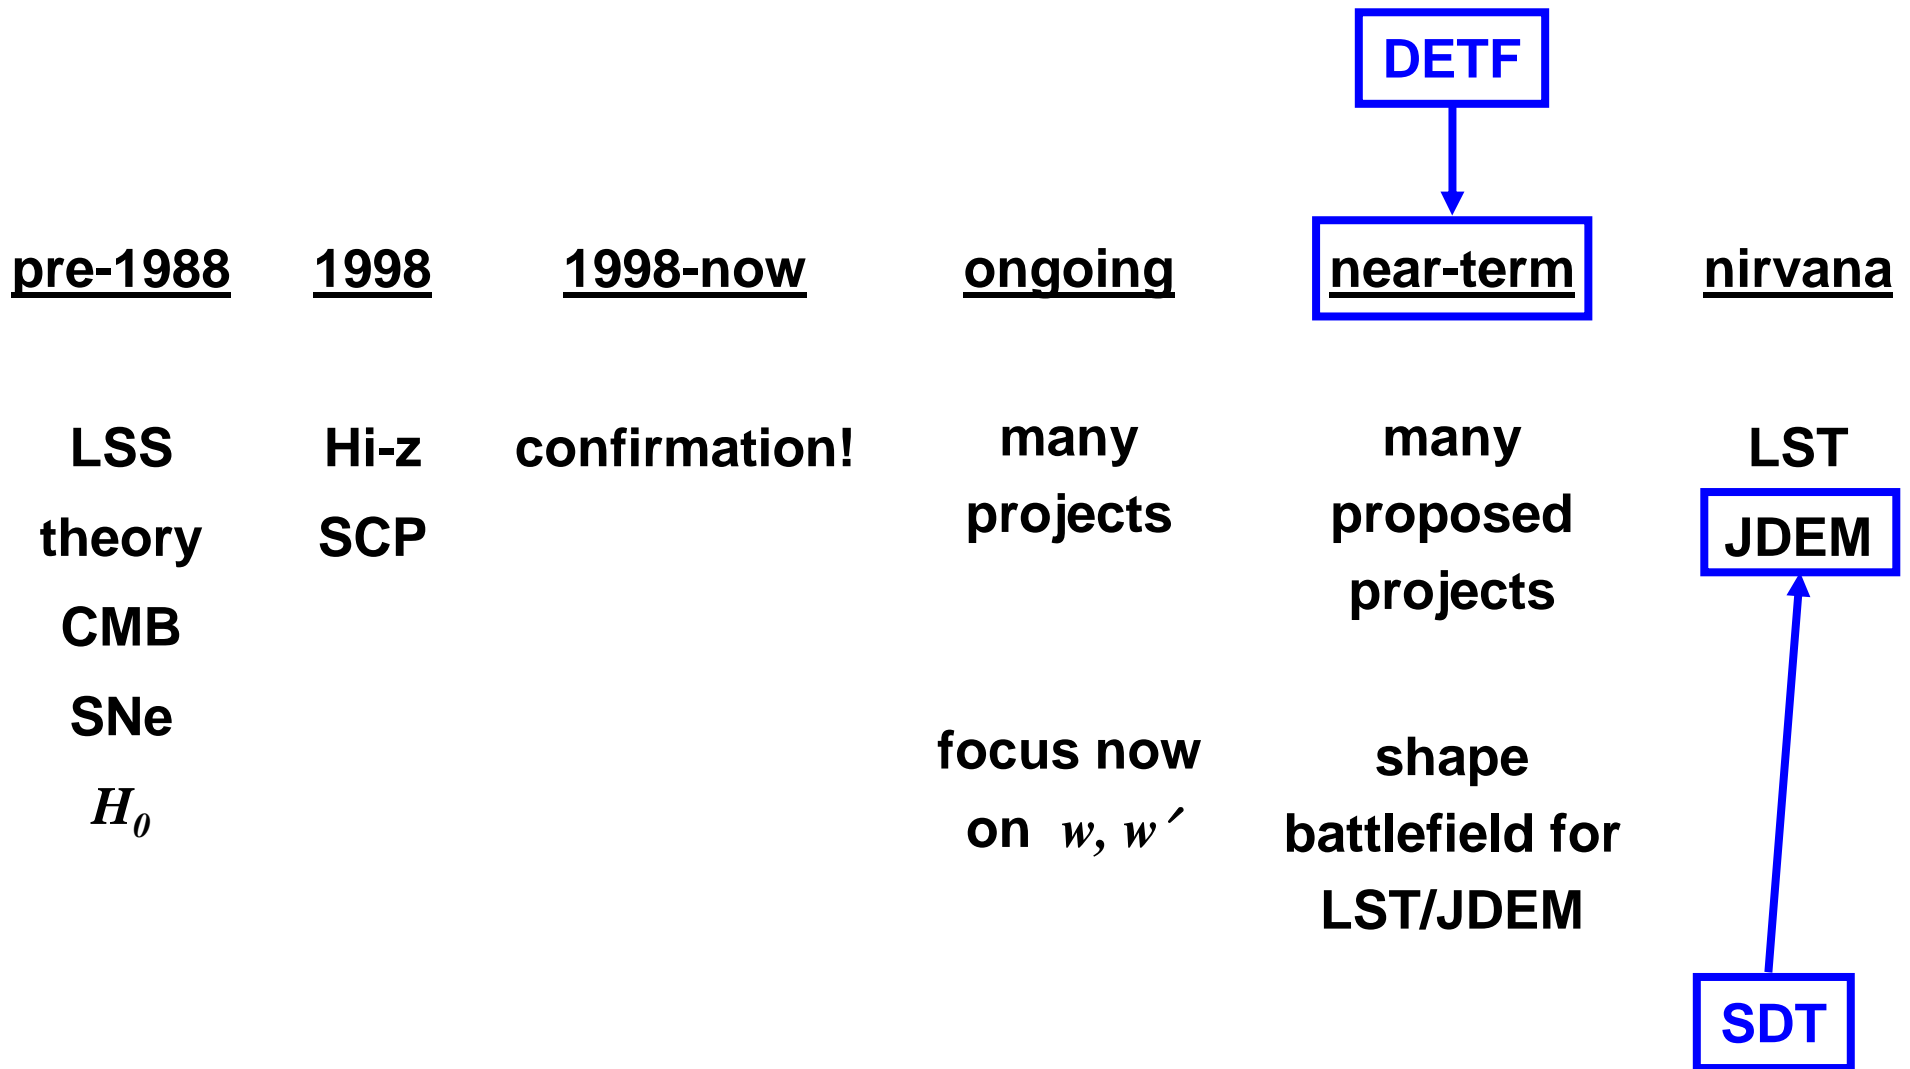 DETF
pre-1988 1998 1998-now ongoing near-term nirvana
LSS
theory
CMB
SNe
H₀
Hi-z
SCP
confirmation!
many
projects
focus now
on w, w′
many
proposed
projects
shape
battlefield for
LST/JDEM
LST
JDEM
SDT